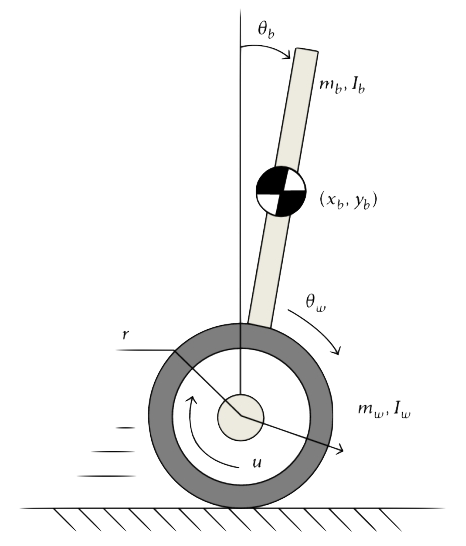 θ_b
m_b, I_b
(x_b, y_b)
θ_w
r
m_w, I_w
u